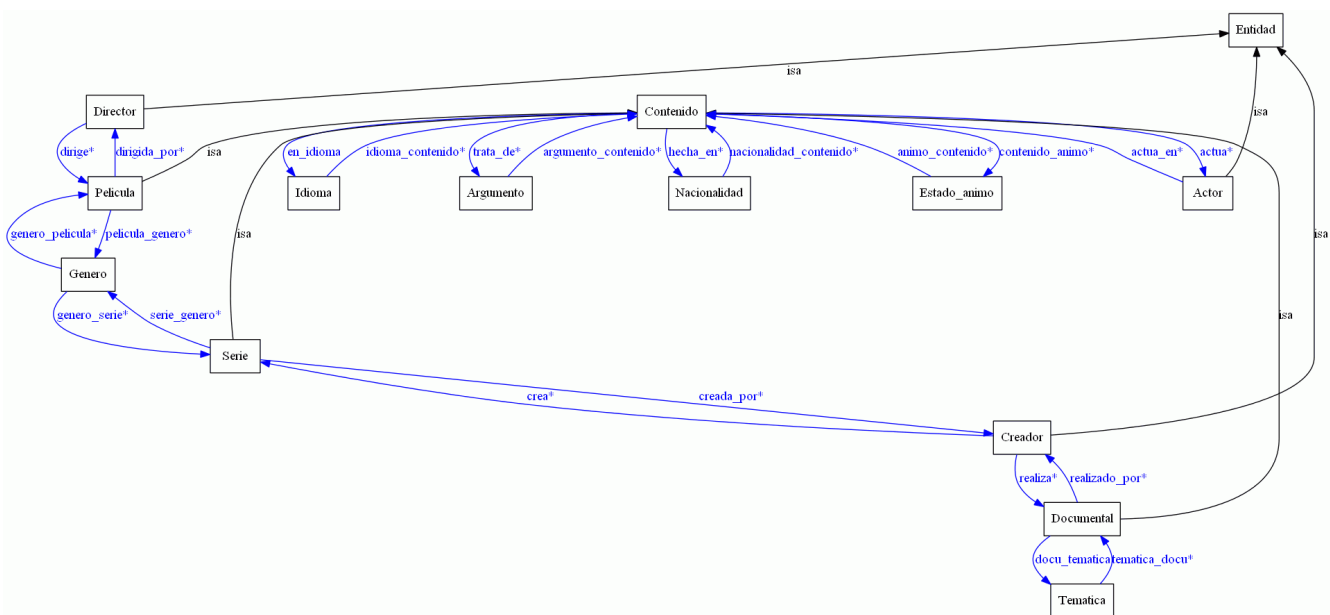 Entidad
isa
Director
Contenido
isa
dirige*
dirigida_por*
isa
en_idioma
idioma_contenido*
trata_de*
argumento_contenido*
hecha_en*
nacionalidad_contenido*
animo_contenido*
contenido_animo*
actua_en*
actua*
Pelicula
Idioma
Argumento
Nacionalidad
Estado_animo
Actor
genero_pelicula*
pelicula_genero*
isa
isa
Genero
genero_serie*
serie_genero*
isa
Serie
crea*
creada_por*
Creador
realiza*
realizado_por*
Documental
docu_tematica
tematica_docu*
Tematica